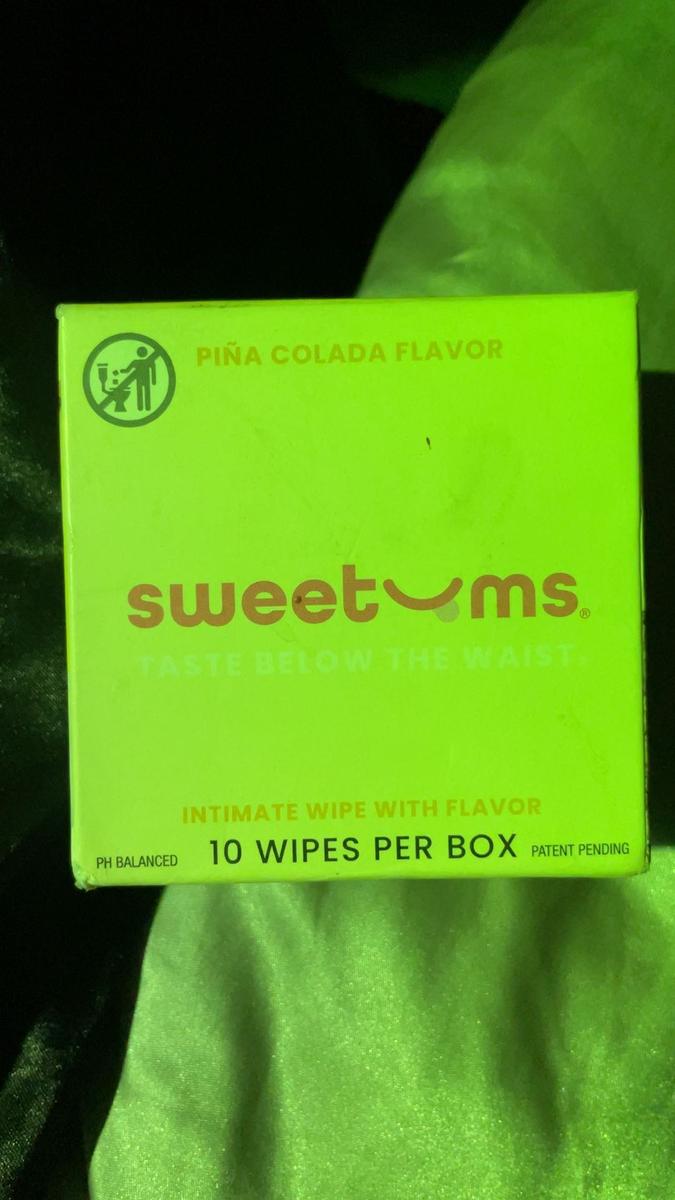 PIÑA COLADA FLAVOR
sweetums®
TASTE BELOW THE WAIST.
INTIMATE WIPE WITH FLAVOR
PH BALANCED 10 WIPES PER BOX PATENT PENDING